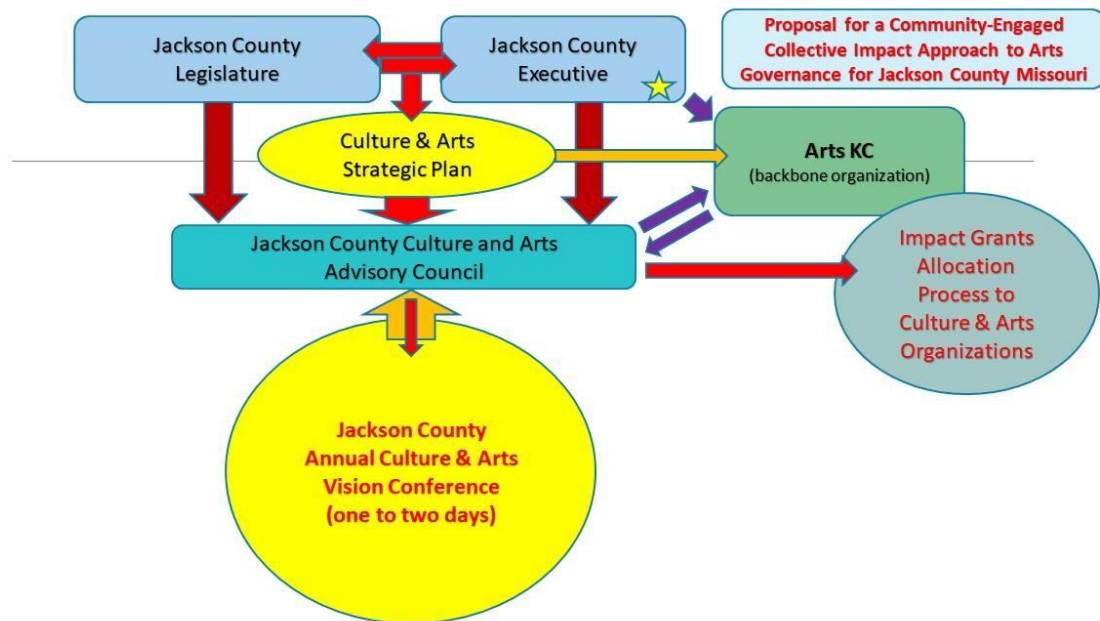 Jackson County
Legislature
Jackson County
Executive
Proposal for a Community-Engaged
Collective Impact Approach to Arts
Governance for Jackson County Missouri
Culture & Arts
Strategic Plan
Arts KC
(backbone organization)
Jackson County Culture and Arts
Advisory Council
Impact Grants
Allocation
Process to
Culture & Arts
Organizations
Jackson County
Annual Culture & Arts
Vision Conference
(one to two days)